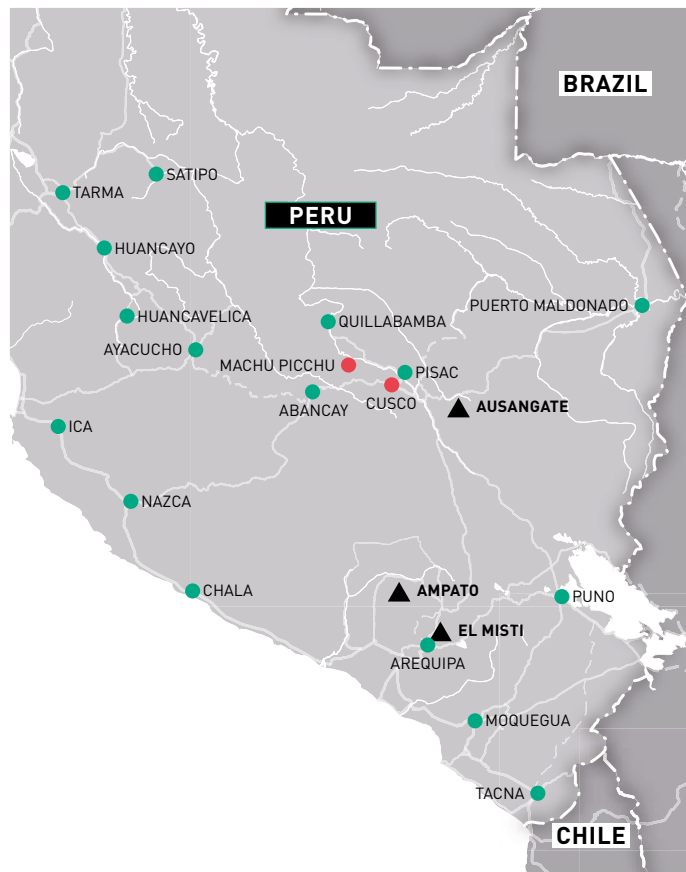 BRAZIL
SATIPO
TARMA
PERU
HUANCAYO
PUERTO MALDONADO
HUANCAVELICA
QUILLABAMBA
AYACUCHO
MACHU PICCHU
PISAC
ABANCAY
CUSCO
AUSANGATE
ICA
NAZCA
CHALA
AMPATO
PUNO
EL MISTI
AREQUIPA
MOQUEGUA
TACNA
CHILE